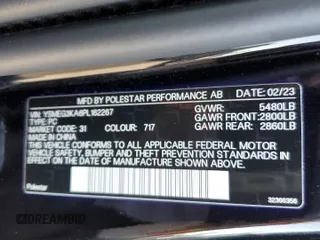 MFD BY POLESTAR PERFORMANCE AB DATE: 02/23
VIN: YSMEG3KA6PL162267 GVWR: 5480LB
TYPE: PC GAWR FRONT: 2800LB
MARKET CODE: 31 COLOUR: 717 GAWR REAR: 2860LB
MADE IN CHINA
THIS VEHICLE CONFORMS TO ALL APPLICABLE FEDERAL MOTOR
VEHICLE SAFETY, BUMPER AND THEFT PREVENTION STANDARDS IN
EFFECT ON THE DATE OF MANUFACTURE SHOWN ABOVE.
Polestar 32366356
DREAMBID